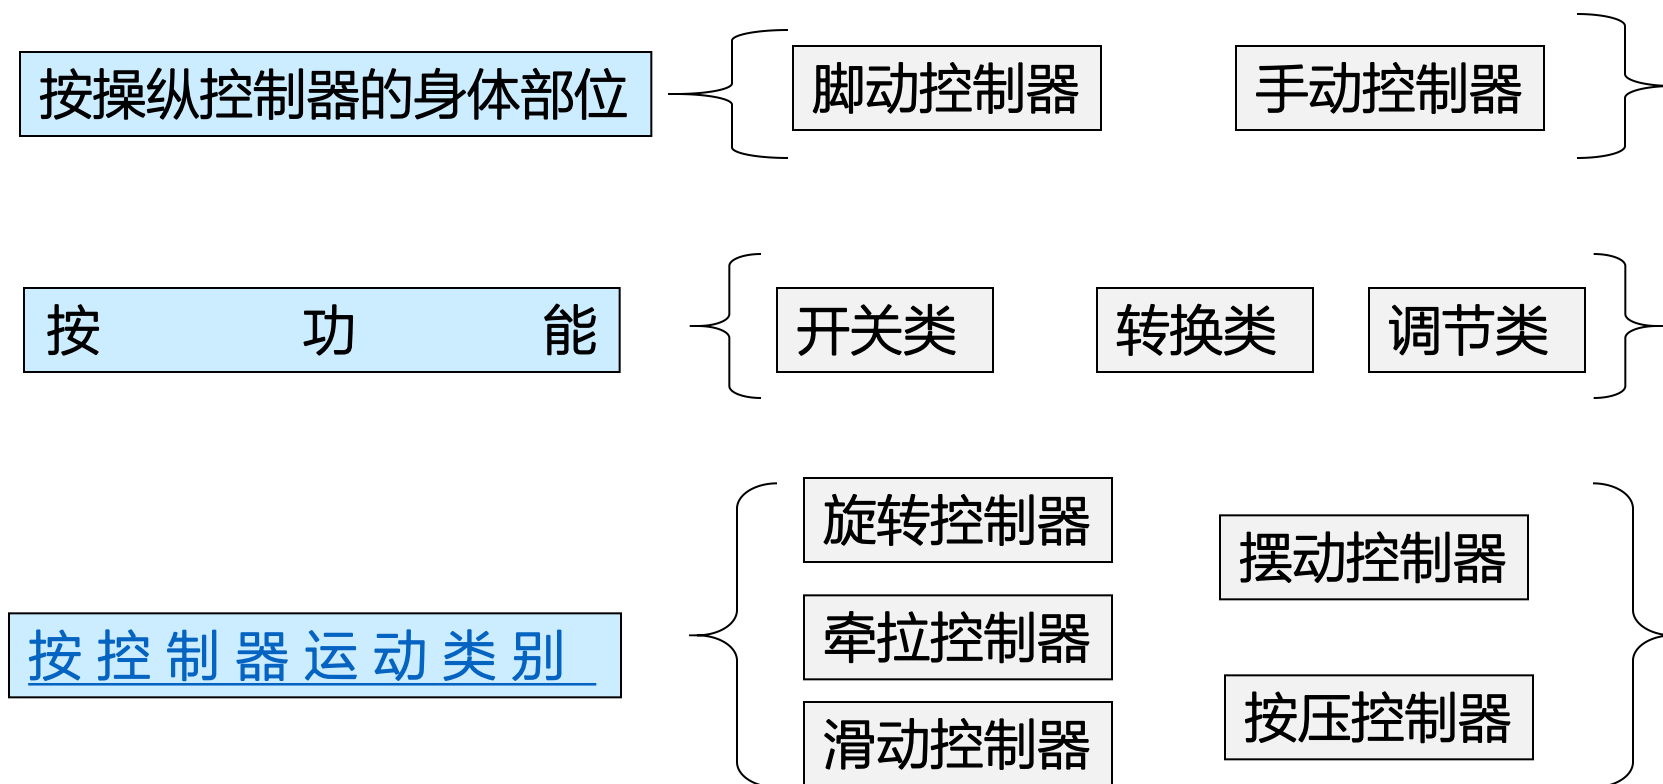 按操纵控制器的身体部位
脚动控制器
手动控制器
按 功 能
开关类
转换类
调节类
按控制器运动类别
旋转控制器
牵拉控制器
滑动控制器
摆动控制器
按压控制器